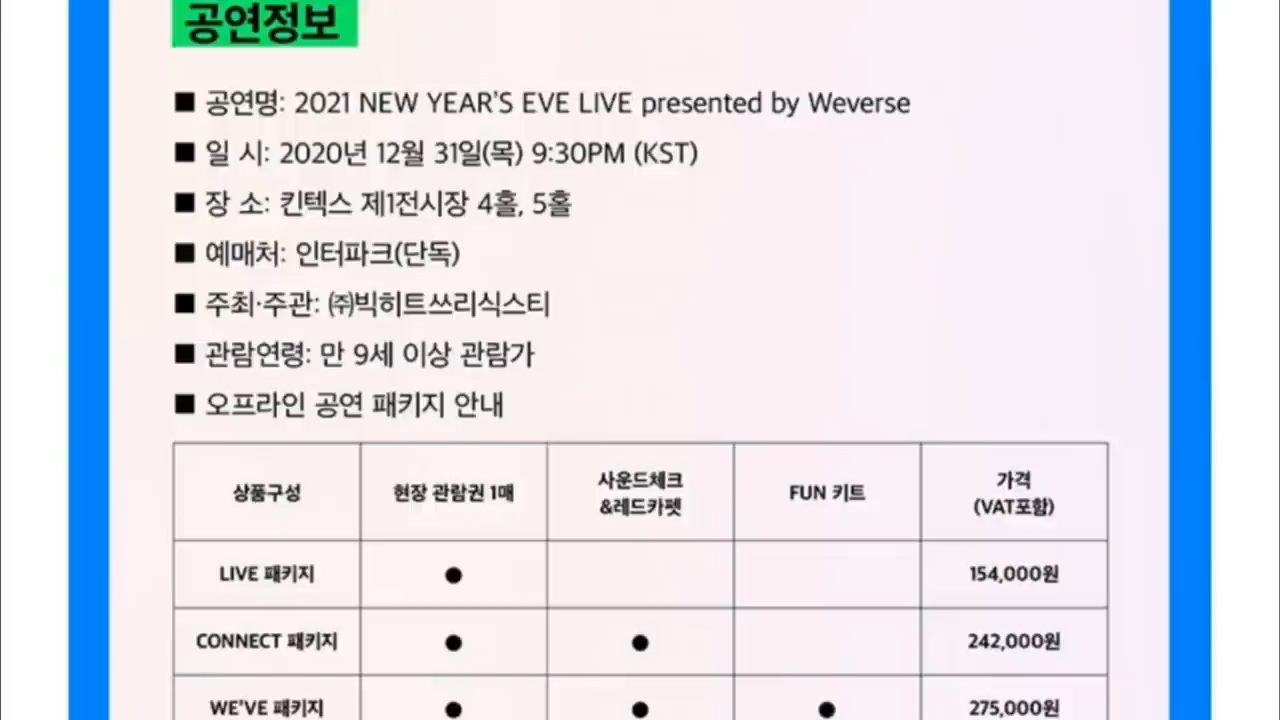 공연정보
■ 공연명: 2021 NEW YEAR'S EVE LIVE presented by Weverse
■ 일 시: 2020년 12월 31일(목) 9:30PM (KST)
■ 장 소: 킨텍스 제1전시장 4홀, 5홀
■ 예매처: 인터파크(단독)
■ 주최·주관: ㈜빅히트쓰리식스티
■ 관람연령: 만 9세 이상 관람가
■ 오프라인 공연 패키지 안내
상품구성 현장 관람권 1매 사운드체크 &레드카펫 FUN 키트 가격 (VAT포함)
LIVE 패키지 ● 154,000원
CONNECT 패키지 ● ● 242,000원
WE'VE 패키지 ● ● ● 275,000원